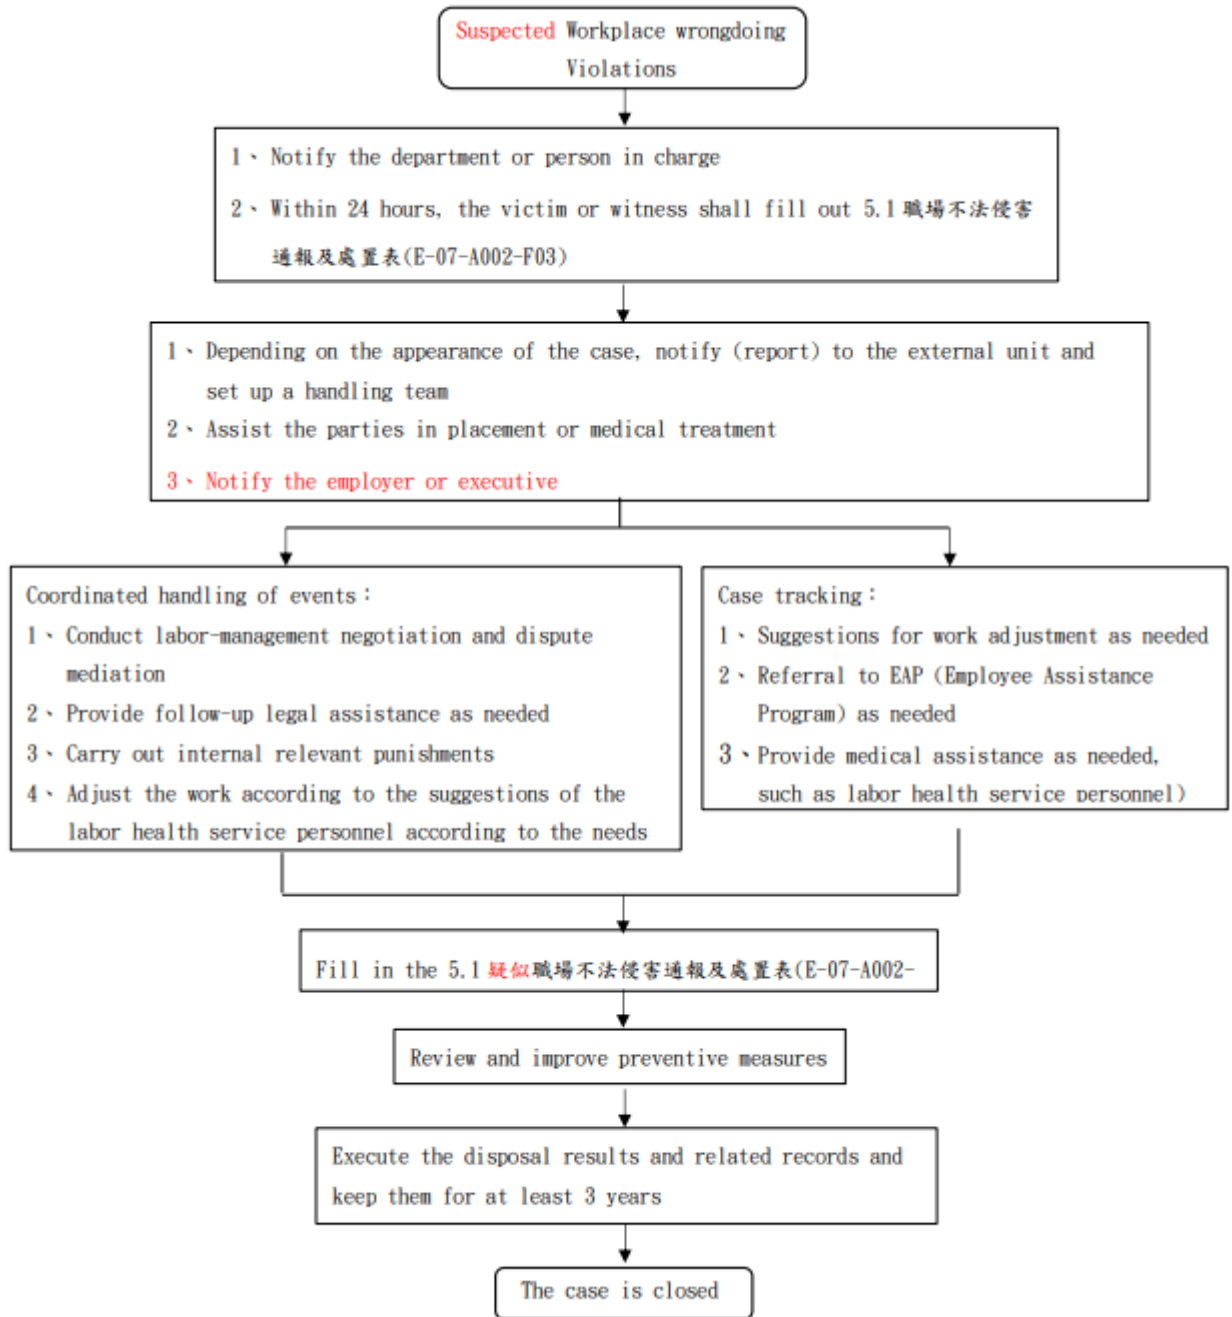 Suspected Workplace wrongdoing
Violations
1、Notify the department or person in charge
2、Within 24 hours, the victim or witness shall fill out 5.1職場不法侵害
通報及處置表(E-07-A002-F03)
1、Depending on the appearance of the case, notify (report) to the external unit and
set up a handling team
2、Assist the parties in placement or medical treatment
3、Notify the employer or executive
Coordinated handling of events：
1、Conduct labor-management negotiation and dispute
mediation
2、Provide follow-up legal assistance as needed
3、Carry out internal relevant punishments
4、Adjust the work according to the suggestions of the
labor health service personnel according to the needs
Case tracking：
1、Suggestions for work adjustment as needed
2、Referral to EAP (Employee Assistance
Program) as needed
3、Provide medical assistance as needed,
such as labor health service personnel)
Fill in the 5.1 疑似職場不法侵害通報及處置表(E-07-A002-
Review and improve preventive measures
Execute the disposal results and related records and
keep them for at least 3 years
The case is closed